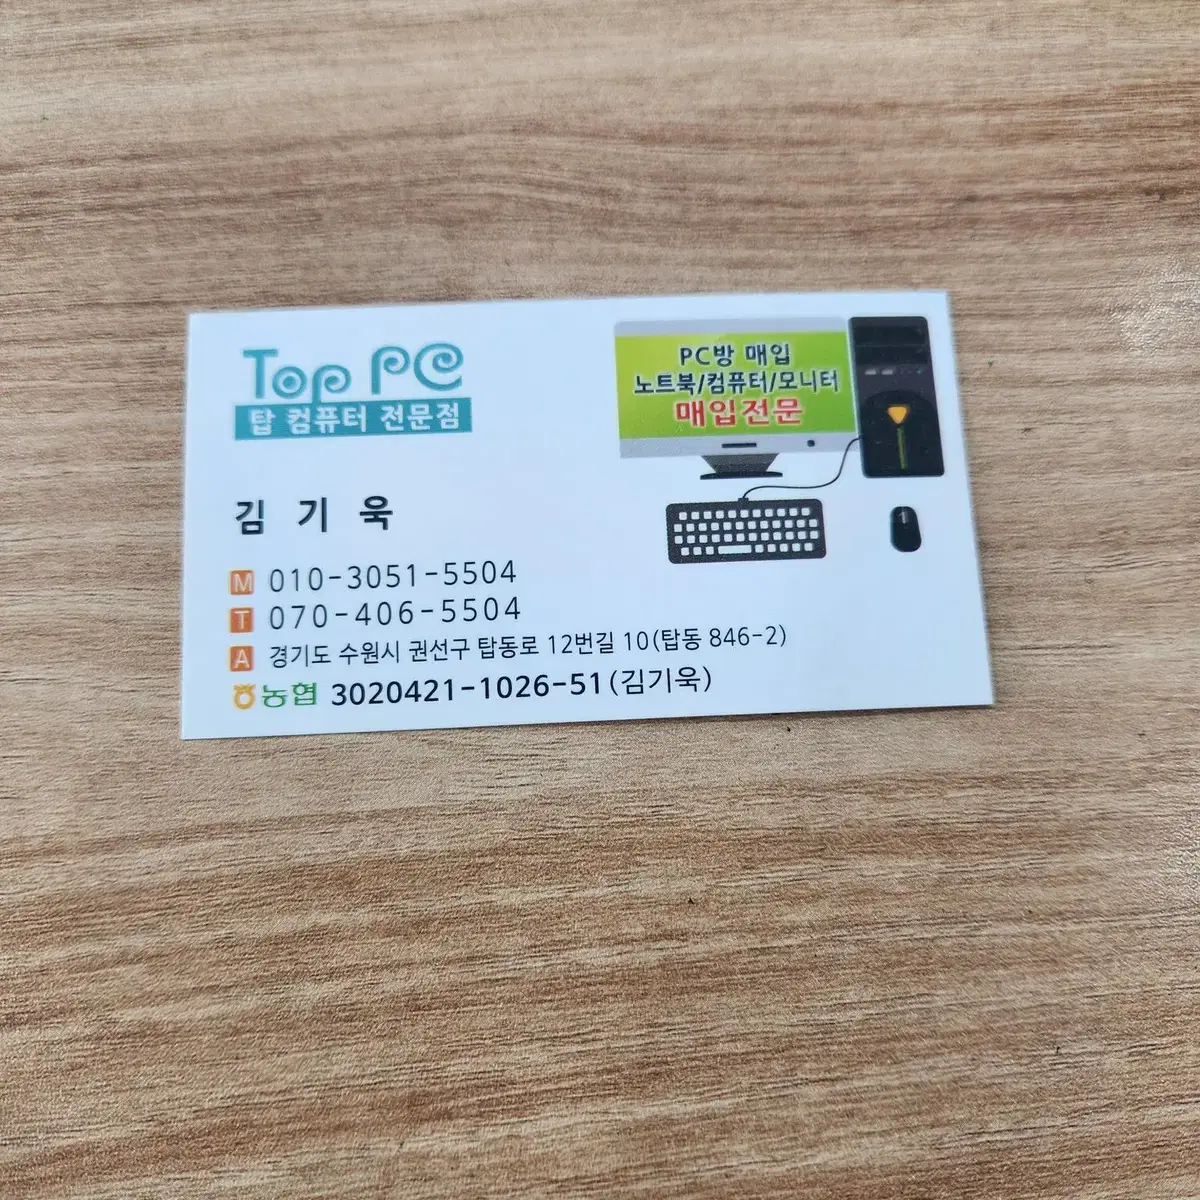 Top PC
탑 컴퓨터 전문점
PC방 매입
노트북/컴퓨터/모니터
매입전문
김 기 욱
M 010-3051-5504
T 070-406-5504
A 경기도 수원시 권선구 탑동로 12번길 10(탑동 846-2)
농협 3020421-1026-51(김기욱)